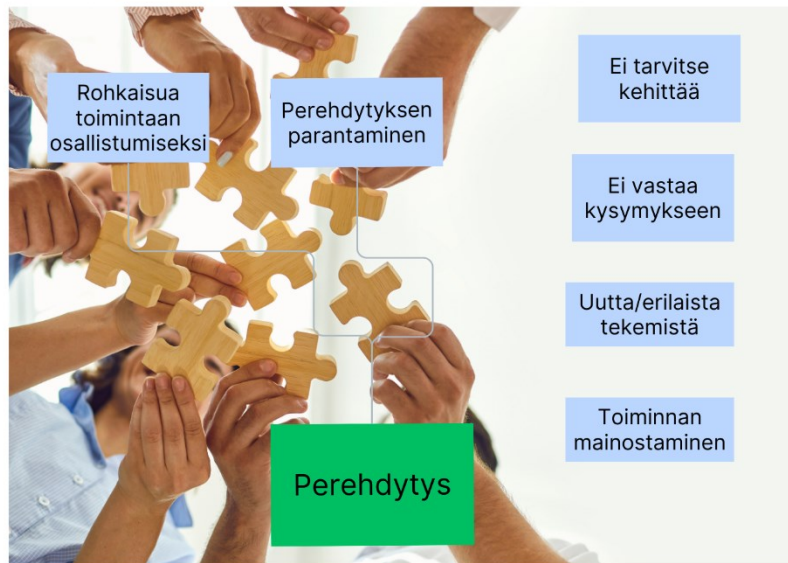 Rohkaisua
toimintaan
osallistumiseksi
Perehdytyksen
parantaminen
Ei tarvitse
kehittää
Ei vastaa
kysymykseen
Uutta/erilaista
tekemistä
Toiminnan
mainostaminen
Perehdytys